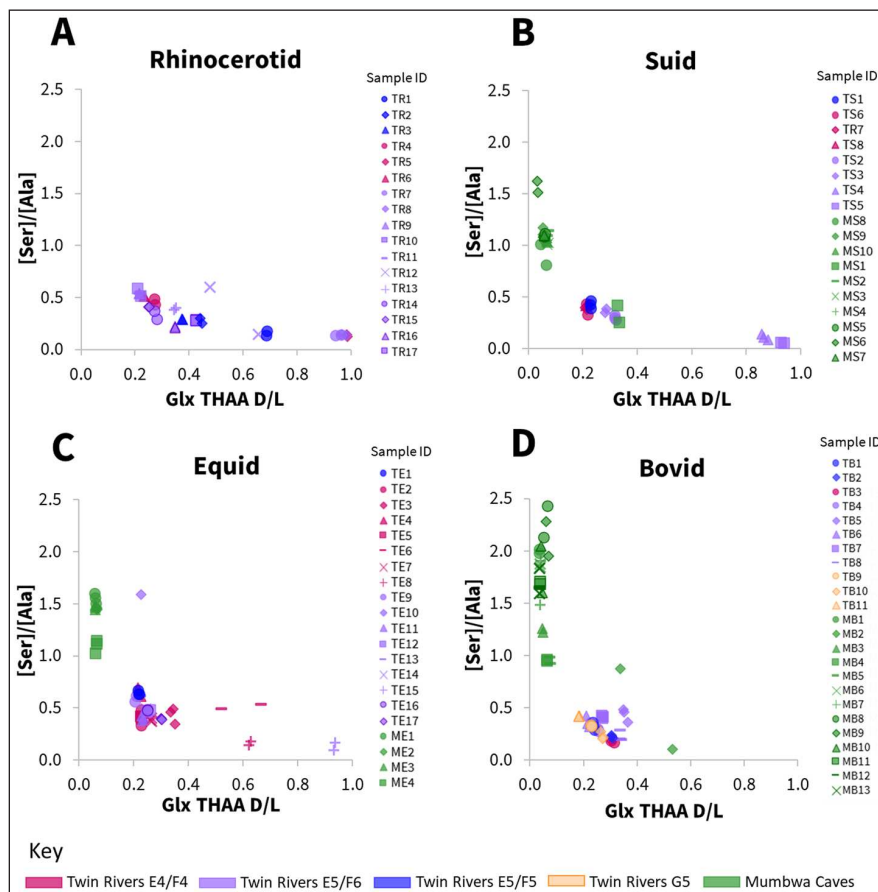 A
Rhinocerotid
[Ser]/[Ala]
2.5
2.0
1.5
1.0
0.5
0.0
0.0 0.2 0.4 0.6 0.8 1.0
Glx THAA D/L
Sample ID
TR1
TR2
TR3
TR4
TR5
TR6
TR7
TR8
TR9
TR10
TR11
TR12
TR13
TR14
TR15
TR16
TR17
B
Suid
2.5
2.0
1.5
1.0
0.5
0.0
0.0 0.2 0.4 0.6 0.8 1.0
Glx THAA D/L
Sample ID
TS1
TS6
TR7
TS8
TS2
TS3
TS4
TS5
MS8
MS9
MS10
MS1
MS2
MS3
MS4
MS5
MS6
MS7
C
Equid
[Ser]/[Ala]
2.5
2.0
1.5
1.0
0.5
0.0
0.0 0.2 0.4 0.6 0.8 1.0
Glx THAA D/L
Sample ID
TE1
TE2
TE3
TE4
TE5
TE6
TE7
TE8
TE9
TE10
TE11
TE12
TE13
TE14
TE15
TE16
TE17
ME1
ME2
ME3
ME4
D
Bovid
2.5
2.0
1.5
1.0
0.5
0.0
0.0 0.2 0.4 0.6 0.8 1.0
Glx THAA D/L
Sample ID
TB1
TB2
TB3
TB4
TB5
TB6
TB7
TB8
TB9
TB10
TB11
MB1
MB2
MB3
MB4
MB5
MB6
MB7
MB8
MB9
MB10
MB11
MB12
MB13
Key
Twin Rivers E4/F4 Twin Rivers E5/F6 Twin Rivers E5/F5 Twin Rivers G5 Mumbwa Caves